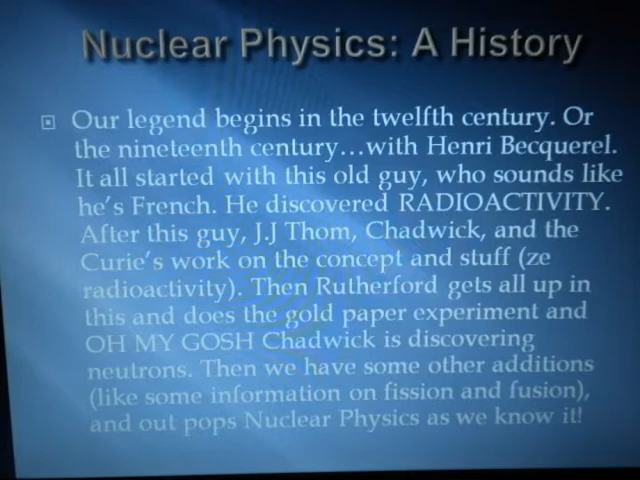 Nuclear Physics: A History
Our legend begins in the twelfth century. Or
the nineteenth century…with Henri Becquerel.
It all started with this old guy, who sounds like
he's French. He discovered RADIOACTIVITY.
After this guy, J.J Thom, Chadwick, and the
Curie's work on the concept and stuff (ze
radioactivity). Then Rutherford gets all up in
this and does the gold paper experiment and
OH MY GOSH Chadwick is discovering
neutrons. Then we have some other additions
(like some information on fission and fusion),
and out pops Nuclear Physics as we know it!